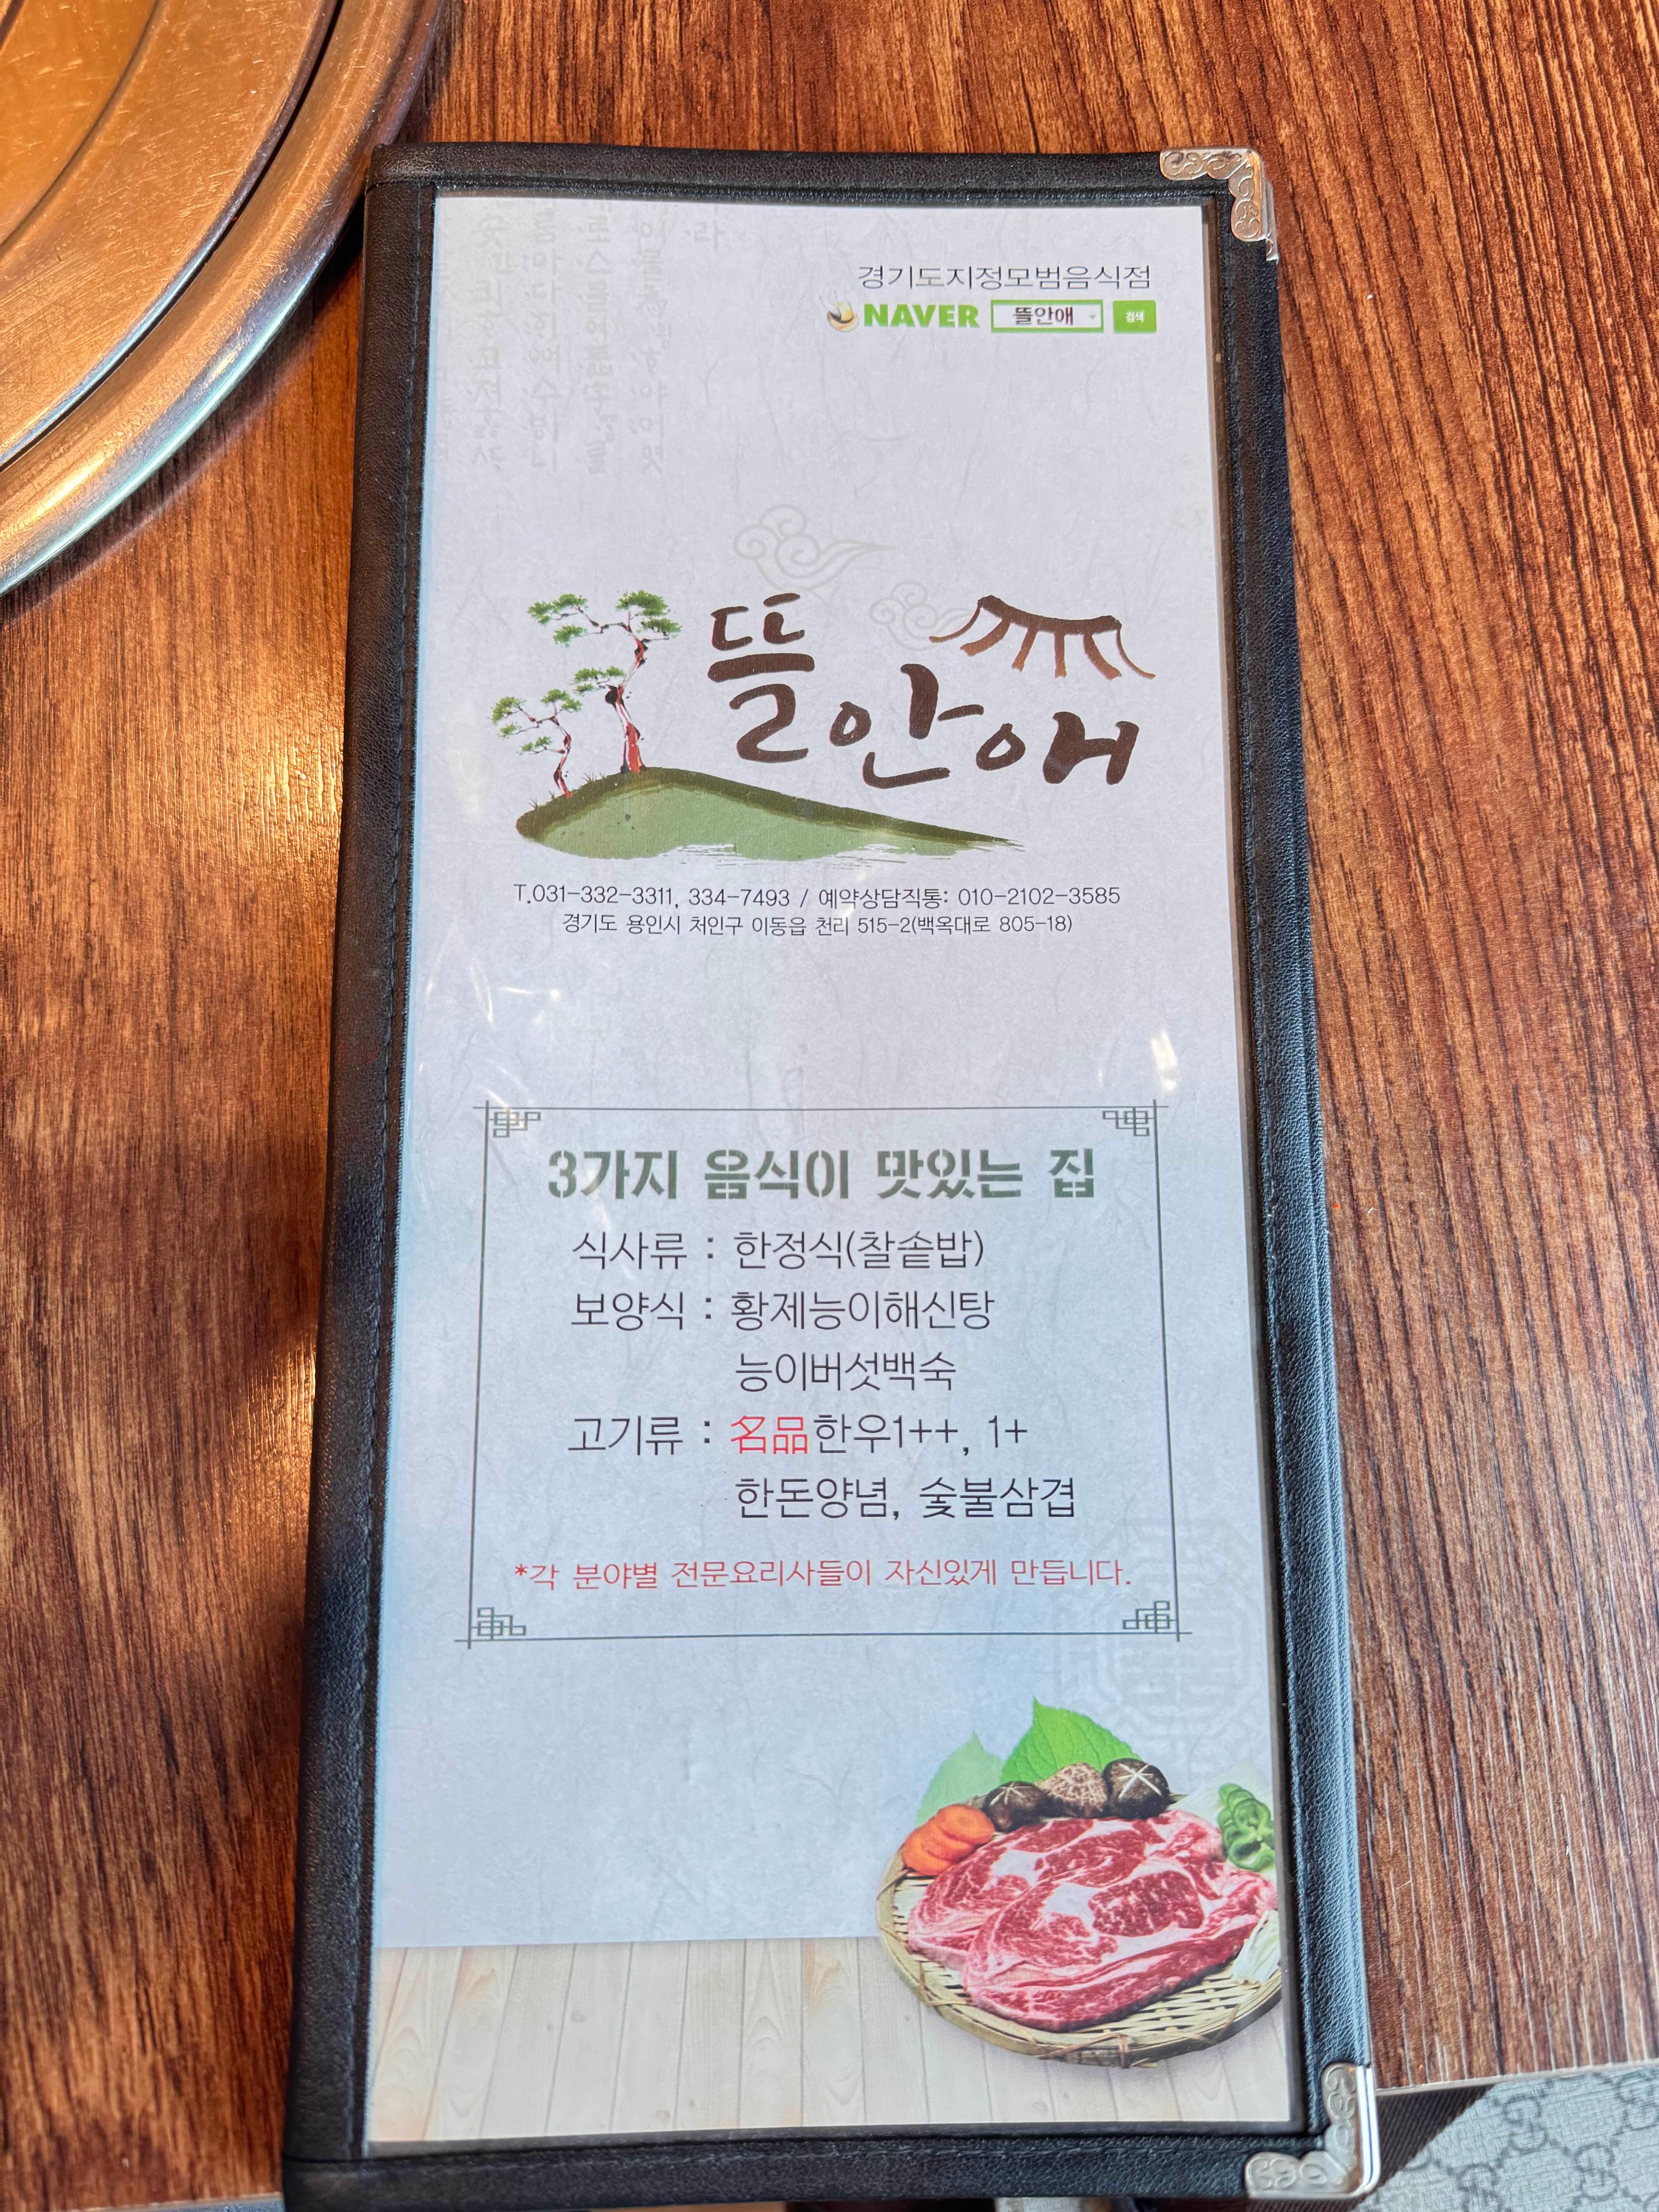 경기도지정모범음식점
NAVER 뜰안애 검색
뜰안애
T.031-332-3311, 334-7493 / 예약상담직통: 010-2102-3585
경기도 용인시 처인구 이동읍 천리 515-2(백옥대로 805-18)
3가지 음식이 맛있는 집
식사류 : 한정식(찰솥밥)
보양식 : 황제능이해신탕
능이버섯백숙
고기류 : 名品한우1++, 1+
한돈양념, 숯불삼겹
*각 분야별 전문요리사들이 자신있게 만듭니다.